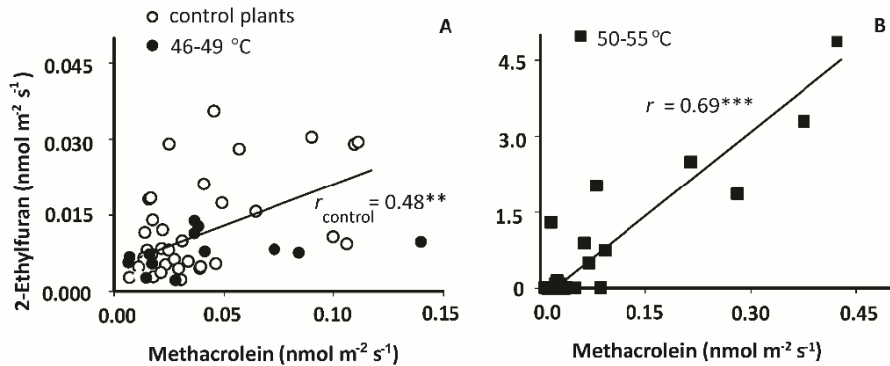 control plants
46-49 °C
A
0.045
0.030
0.015
0.000
2-Ethylfuran (nmol m⁻² s⁻¹)
r control = 0.48**
0.00 0.05 0.10 0.15
Methacrolein (nmol m⁻² s⁻¹)
50-55 °C
B
4.5
3.0
1.5
0
r = 0.69***
0.0 0.15 0.30 0.45
Methacrolein (nmol m⁻² s⁻¹)